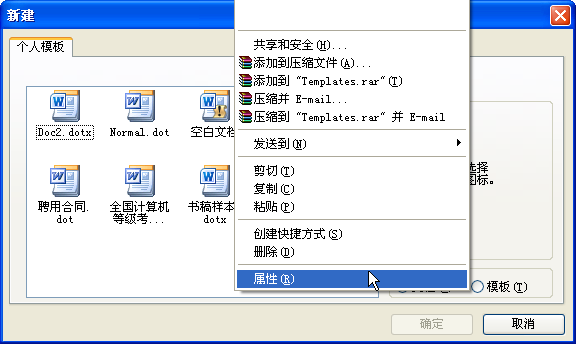 新建
个人模板
Doc2.dotx
Normal.dot
空白文档
聘用合同.
dot
全国计算机
等级考...
书稿样本
dotx
共享和安全(H)...
添加到压缩文件(A)...
添加到 "Templates.rar"(T)
压缩并 E-mail...
压缩到 "Templates.rar" 并 E-mail
发送到(N)
剪切(T)
复制(C)
粘贴(P)
创建快捷方式(S)
删除(D)
属性(R)
选择
图标。
模板(T)
确定
取消